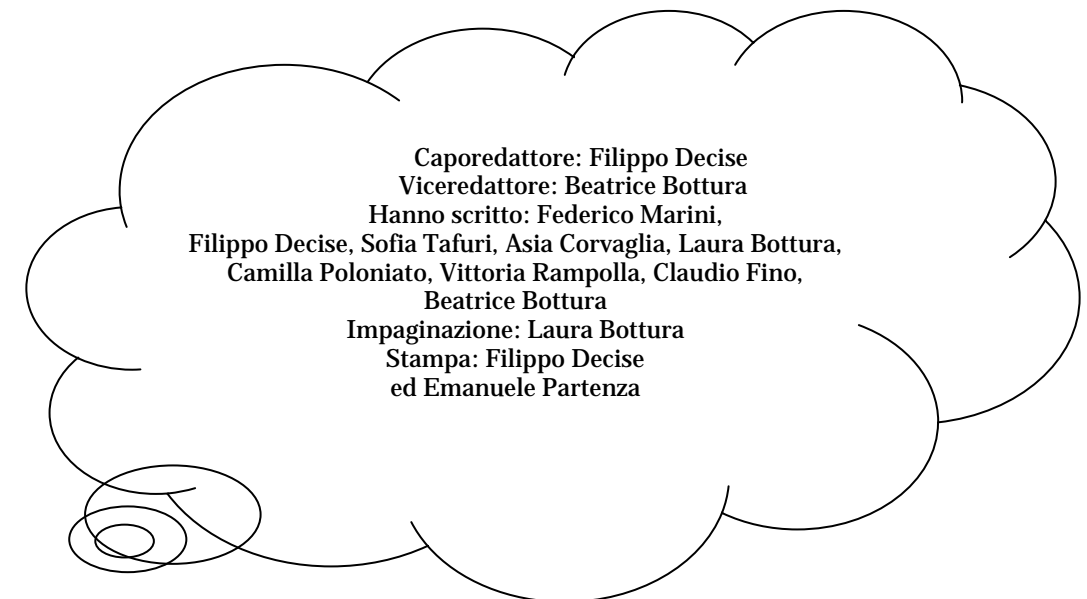 Caporedattore: Filippo Decise
Viceredattore: Beatrice Bottura
Hanno scritto: Federico Marini,
Filippo Decise, Sofia Tafuri, Asia Corvaglia, Laura Bottura,
Camilla Poloniato, Vittoria Rampolla, Claudio Fino,
Beatrice Bottura
Impaginazione: Laura Bottura
Stampa: Filippo Decise
ed Emanuele Partenza